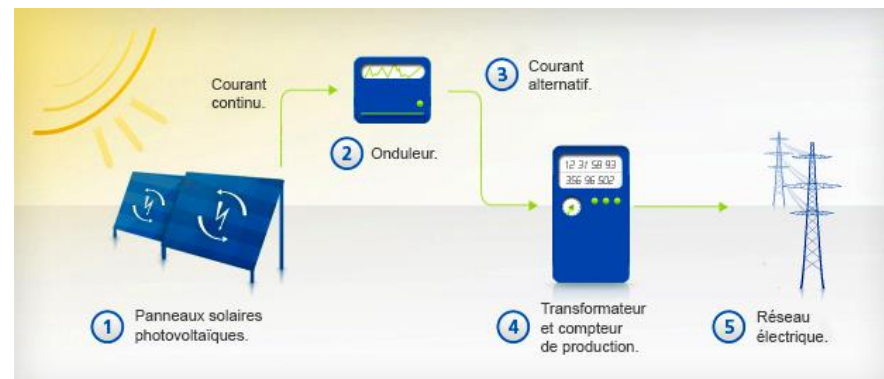 Courant
continu.
3 Courant
alternatif.
2 Onduleur.
12 31 58 93
356 96 502
1 Panneaux solaires
photovoltaïques.
4 Transformateur
et compteur
de production.
5 Réseau
électrique.